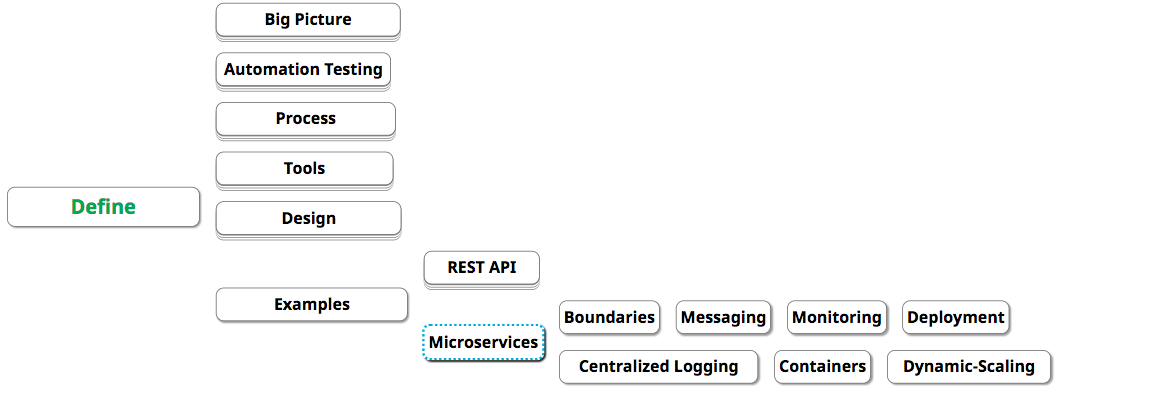 Big Picture
Automation Testing
Process
Tools
Define
Design
REST API
Examples
Boundaries Messaging Monitoring Deployment
Microservices
Centralized Logging Containers Dynamic-Scaling